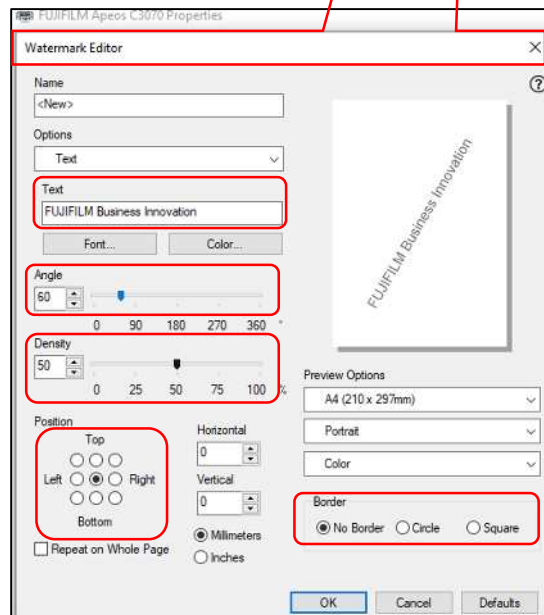 FUJIFILM Apeos C3070 Properties
Watermark Editor
Name
<New>
Options
Text
Text
FUJIFILM Business Innovation
Font... Color...
Angle
60
0 90 180 270 360 °
Density
50
0 25 50 75 100 %
Position
Top
Left Right
Bottom
Repeat on Whole Page
Horizontal
0
Vertical
0
Millimeters
Inches
FUJIFILM Business Innovation
Preview Options
A4 (210 x 297mm)
Portrait
Color
Border
No Border Circle Square
OK Cancel Defaults